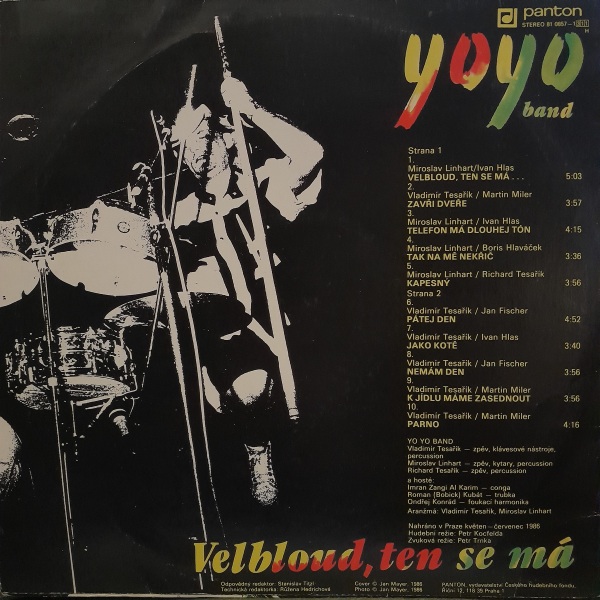 panton
STEREO 81 0657-1
H
yoyo
band
Strana 1
1.
Miroslav Linhart/Ivan Hlas
VELBLOUD, TEN SE MÁ . . . 5:03
2.
Vladimír Tesařík / Martin Miler
ZAVŘI DVEŘE 3:57
3.
Miroslav Linhart / Ivan Hlas
TELEFON MÁ DLOUHEJ TÓN 4:15
4.
Miroslav Linhart / Boris Hlaváček
TAK NA MĚ NEKŘIČ 3:36
5.
Miroslav Linhart / Richard Tesařík
KAPESNÝ 3:56
Strana 2
6.
Vladimír Tesařík / Jan Fischer
PÁTEJ DEN 4:52
7.
Vladimír Tesařík / Ivan Hlas
JAKO KOTĚ 3:40
8.
Vladimír Tesařík / Jan Fischer
NEMÁM DEN 3:56
9.
Vladimír Tesařík / Martin Miler
K JÍDLU MÁME ZASEDNOUT 3:56
10.
Vladimír Tesařík / Martin Miler
PARNO 4:16
YO YO BAND
Vladimír Tesařík — zpěv, klávesové nástroje,
percussion
Miroslav Linhart — zpěv, kytary, percussion
Richard Tesařík — zpěv, percussion
a hosté:
Imran Zangi Al Karim — conga
Roman (Bobick) Kubát — trubka
Ondřej Konrád — foukací harmonika
Aranžmá: Vladimír Tesařík, Miroslav Linhart
Nahráno v Praze květen—červenec 1986
Hudební režie: Petr Kocfelda
Zvuková režie: Petr Trnka
Velbloud, ten se má
Odpovědný redaktor: Stanislav Titzl
Technická redaktorka: Růžena Hedrichová
Cover © Jan Mayer, 1986
Photo © Jan Mayer, 1986
PANTON, vydavatelství Českého hudebního fondu,
Říční 12, 118 35 Praha 1